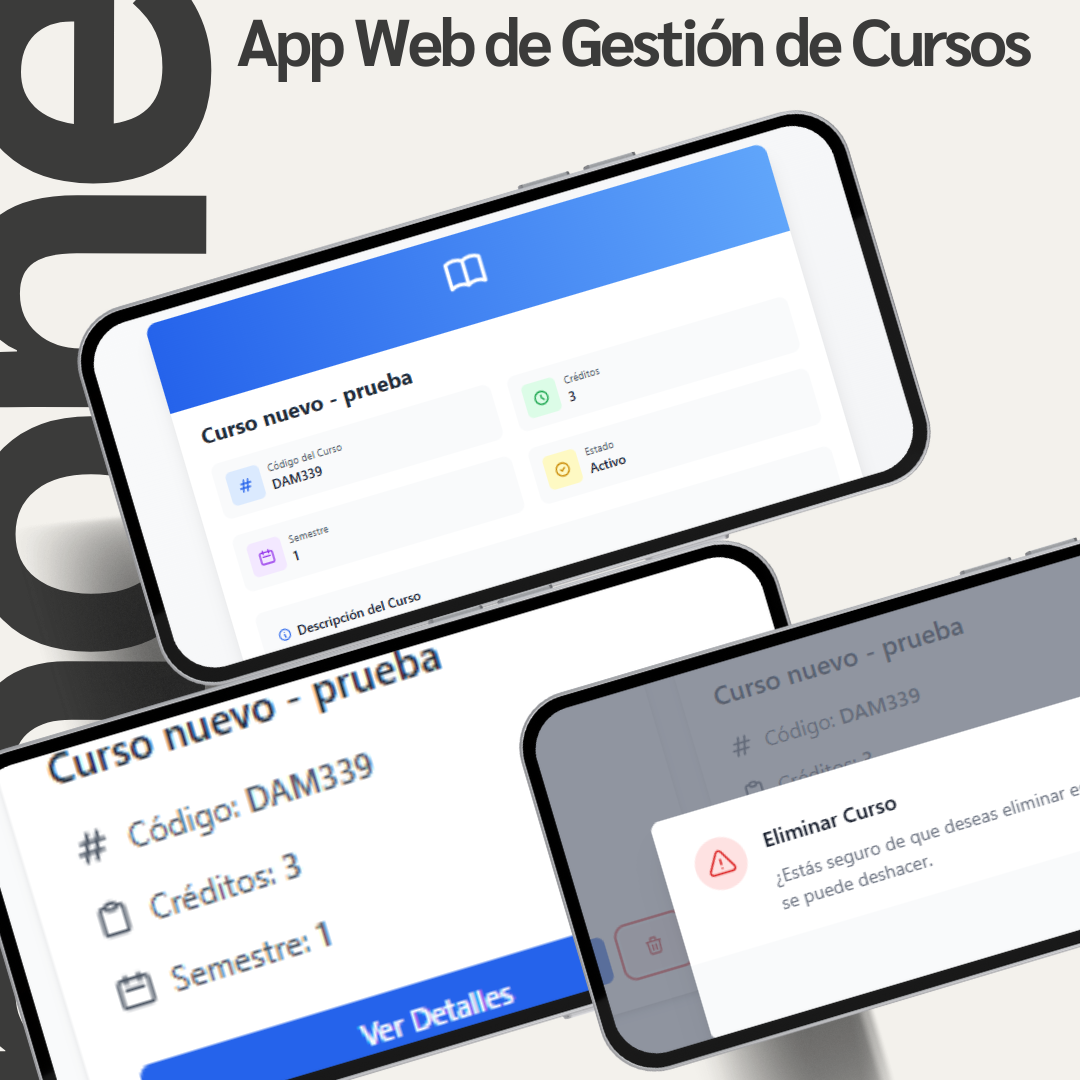 App Web de Gestión de Cursos
Curso nuevo - prueba
Código del Curso
DAM339
Créditos
3
Semestre
1
Estado
Activo
Descripción del Curso
Curso nuevo - prueba
Código: DAM339
Créditos: 3
Semestre: 1
Ver Detalles
Curso nuevo - prueba
Código: DAM339
Créditos: 3
Eliminar Curso
¿Estás seguro de que deseas eliminar
se puede deshacer.